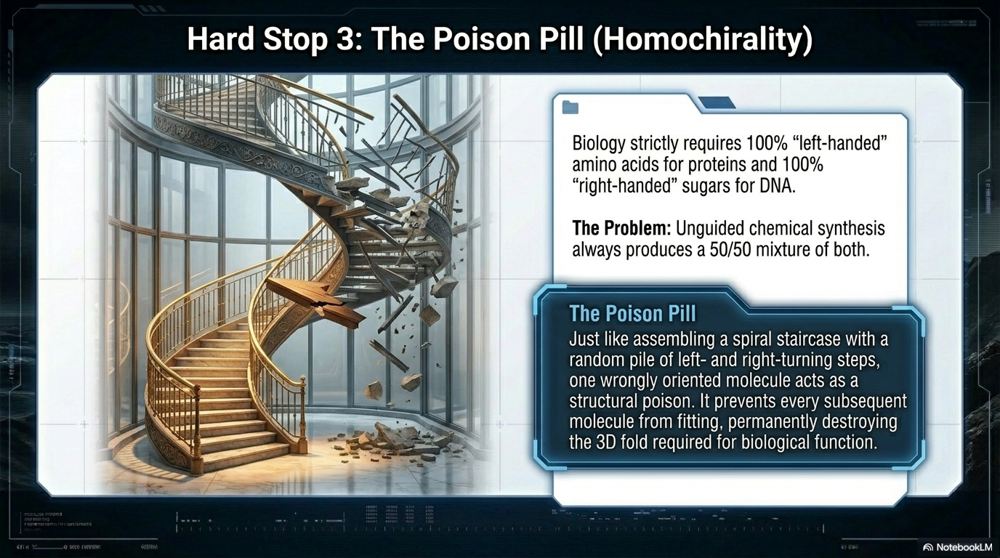 Hard Stop 3: The Poison Pill (Homochirality)
Biology strictly requires 100% “left-handed”
amino acids for proteins and 100%
“right-handed” sugars for DNA.
The Problem: Unguided chemical synthesis
always produces a 50/50 mixture of both.
The Poison Pill
Just like assembling a spiral staircase with a
random pile of left- and right-turning steps,
one wrongly oriented molecule acts as a
structural poison. It prevents every subsequent
molecule from fitting, permanently destroying
the 3D fold required for biological function.
NotebookLM